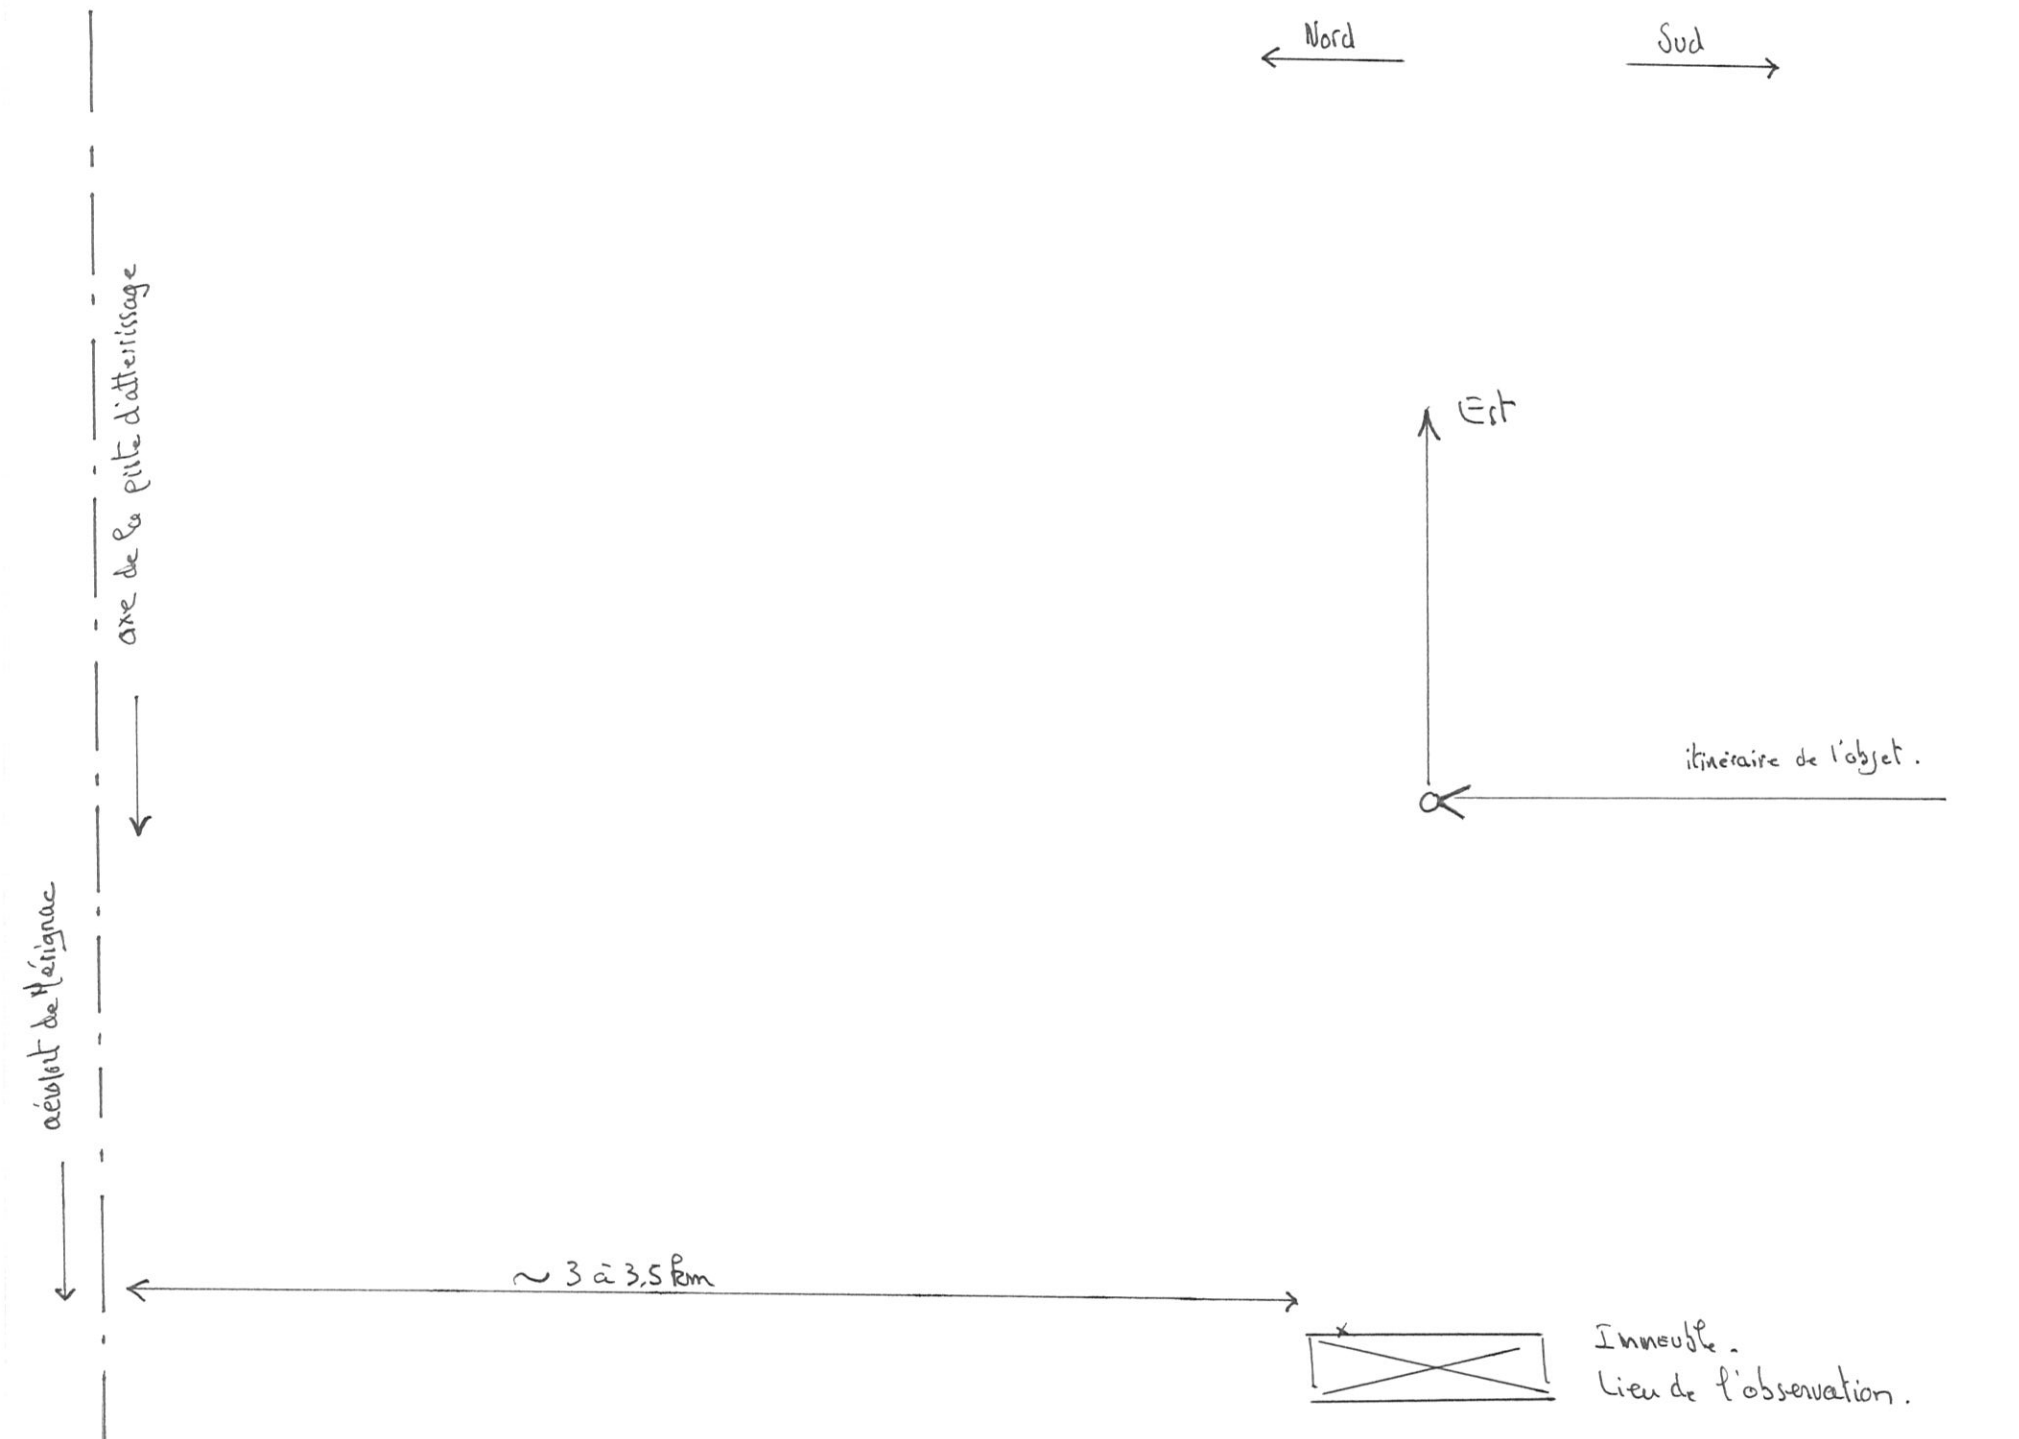 Nord
Sud
Est
axe de la piste d'atterrissage
itinéraire de l'objet.
aéroport de Mérignac
~ 3 à 3,5 km
Immeuble.
Lieu de l'observation.